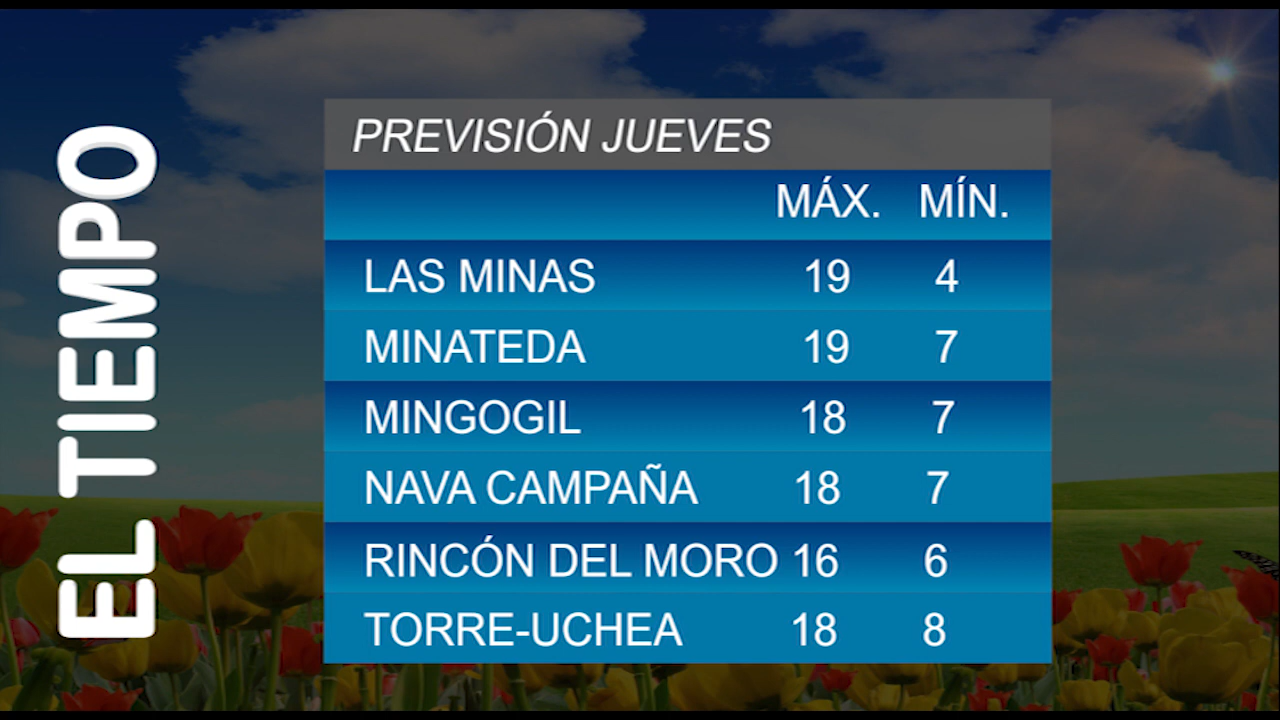 EL TIEMPO
PREVISIÓN JUEVES
MÁX. MÍN.
LAS MINAS 19 4
MINATEDA 19 7
MINGOGIL 18 7
NAVA CAMPAÑA 18 7
RINCÓN DEL MORO 16 6
TORRE-UCHEA 18 8